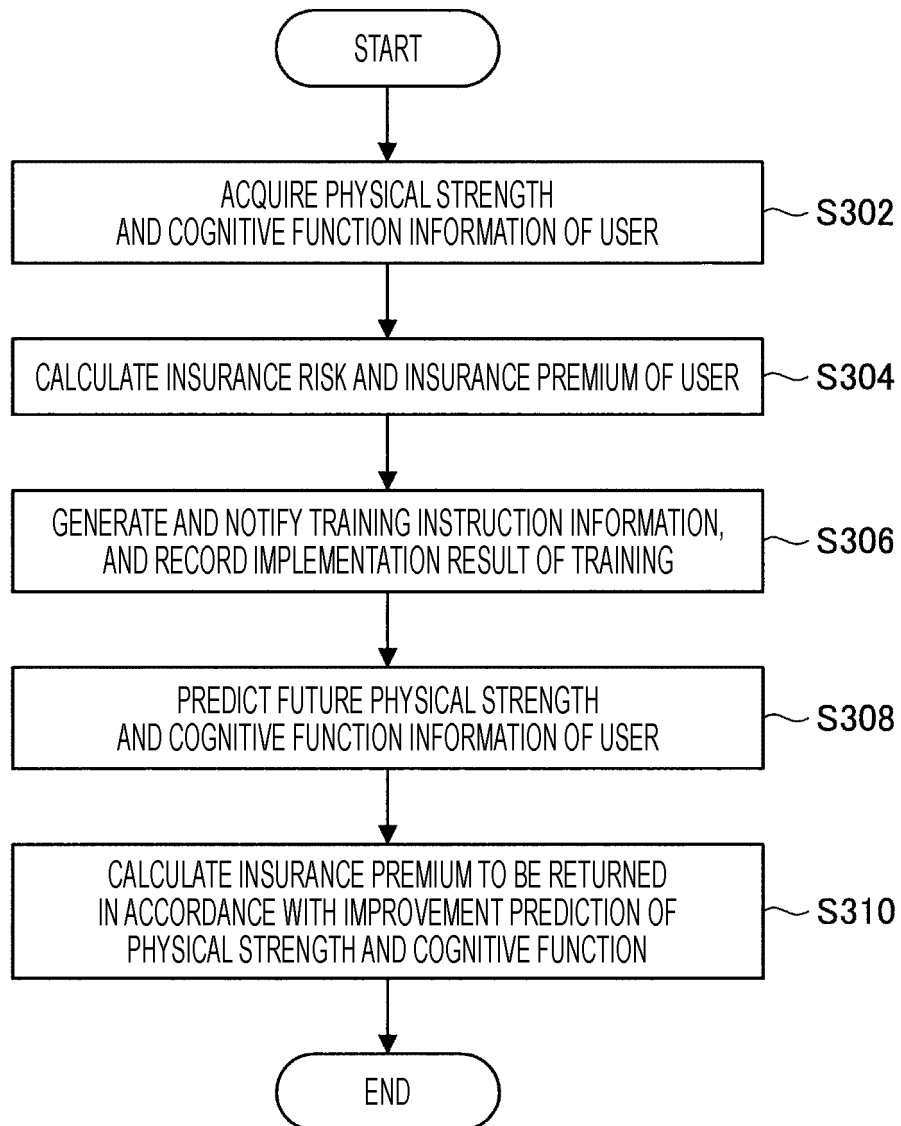 START
ACQUIRE PHYSICAL STRENGTH
AND COGNITIVE FUNCTION INFORMATION OF USER
S302
CALCULATE INSURANCE RISK AND INSURANCE PREMIUM OF USER
S304
GENERATE AND NOTIFY TRAINING INSTRUCTION INFORMATION,
AND RECORD IMPLEMENTATION RESULT OF TRAINING
S306
PREDICT FUTURE PHYSICAL STRENGTH
AND COGNITIVE FUNCTION INFORMATION OF USER
S308
CALCULATE INSURANCE PREMIUM TO BE RETURNED
IN ACCORDANCE WITH IMPROVEMENT PREDICTION OF
PHYSICAL STRENGTH AND COGNITIVE FUNCTION
S310
END